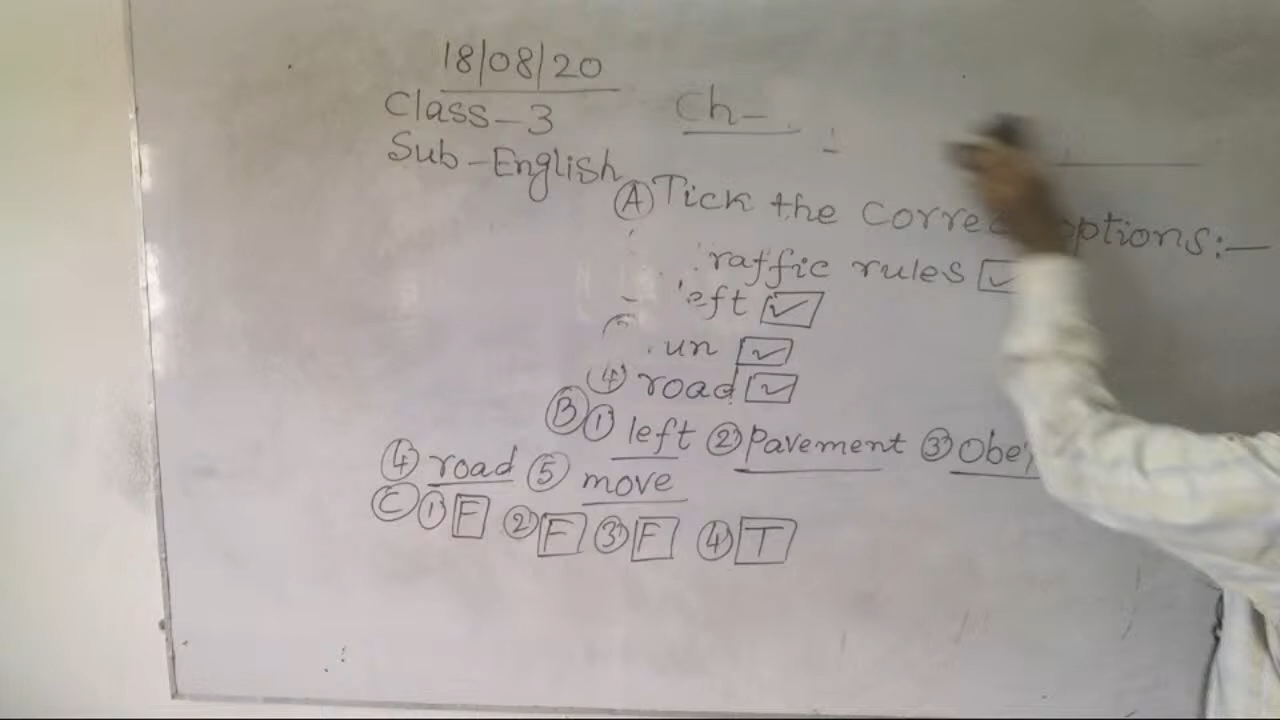 18/08/20
Class-3 Ch-
Sub-English
(A) Tick the correc options:-
raffic rules ✓
eft ✓
un ✓
(4) road ✓
(B) (1) left (2) Pavement (3) Obe
(4) road (5) move
(C) (1) F (2) F (3) F (4) T